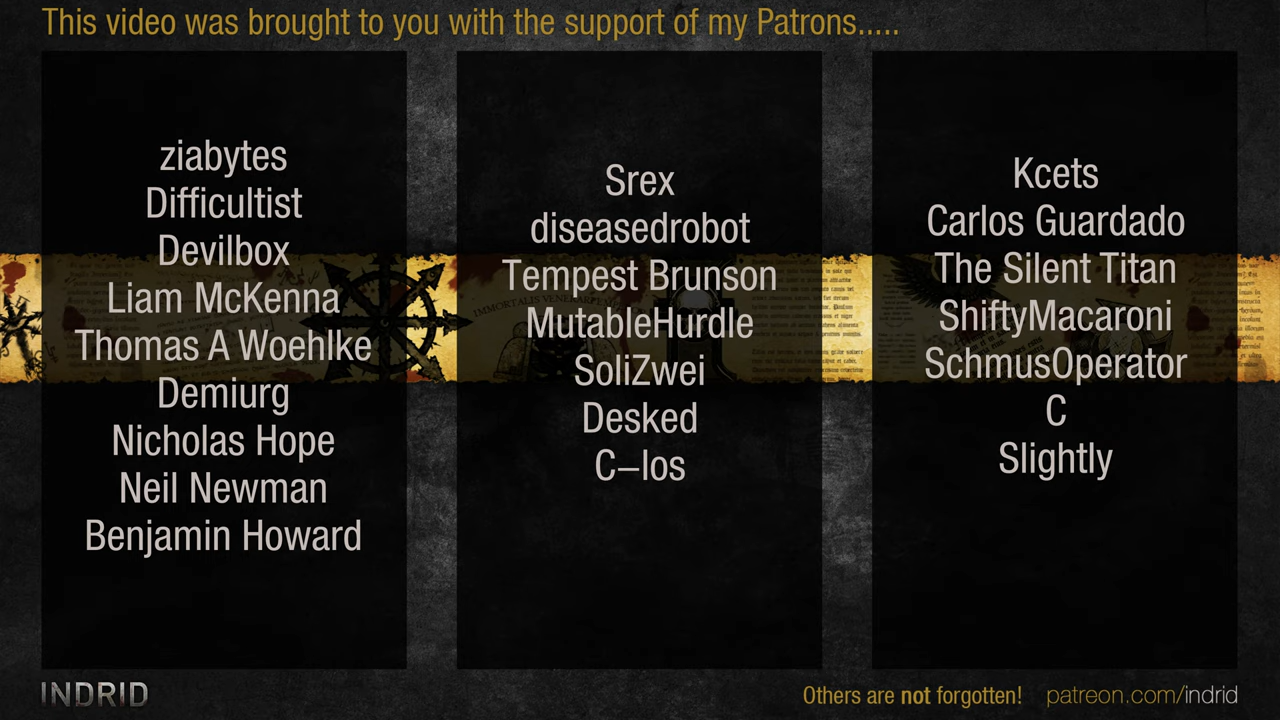 This video was brought to you with the support of my Patrons.....
ziabytes
Difficultist
Devilbox
Liam McKenna
Thomas A Woehlke
Demiurg
Nicholas Hope
Neil Newman
Benjamin Howard
Srex
diseasedrobot
Tempest Brunson
MutableHurdle
SoliZwei
Desked
C–los
Kcets
Carlos Guardado
The Silent Titan
ShiftyMacaroni
SchmusOperator
C
Slightly
IMMORTALIS
INDRID
Others are not forgotten!
patreon.com/indrid